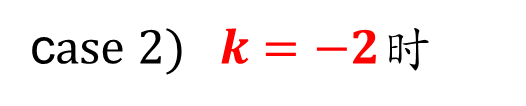 case 2) k = −2时